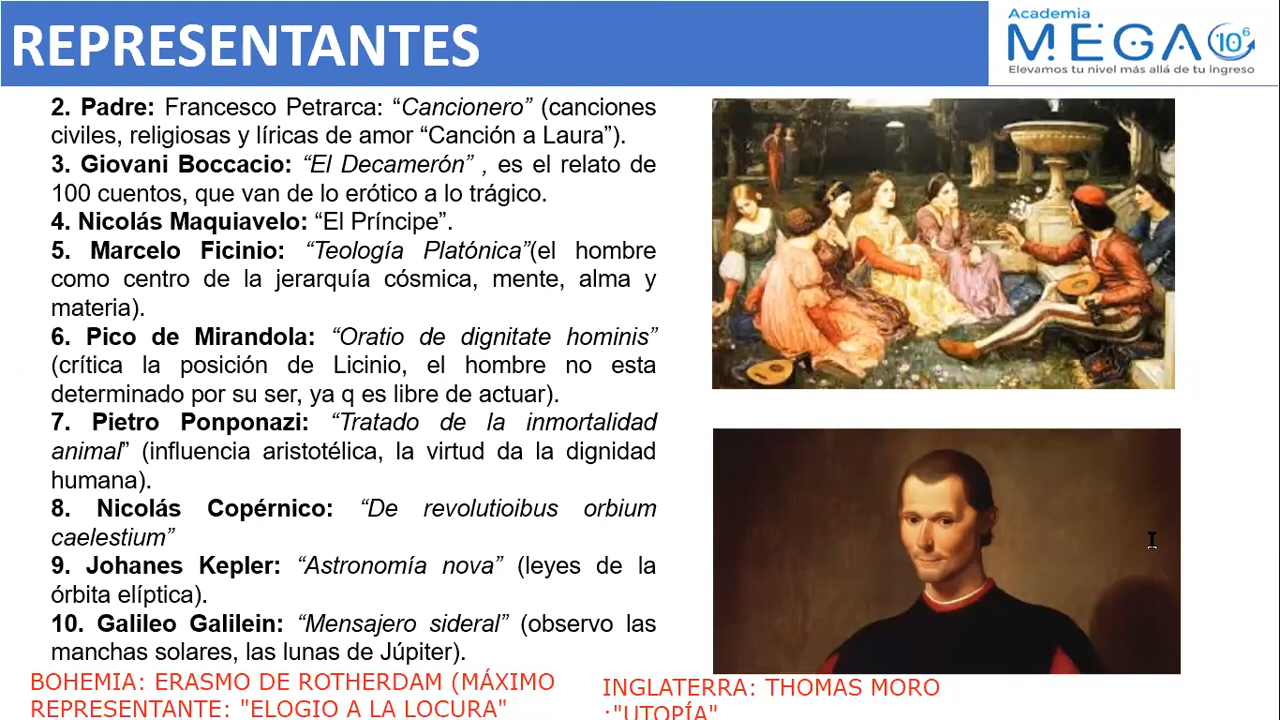 REPRESENTANTES
Academia
MEGA 10⁶
Elevamos tu nivel más allá de tu ingreso
2. Padre: Francesco Petrarca: “Cancionero” (canciones
civiles, religiosas y líricas de amor “Canción a Laura”).
3. Giovani Boccacio: “El Decamerón” , es el relato de
100 cuentos, que van de lo erótico a lo trágico.
4. Nicolás Maquiavelo: “El Príncipe”.
5. Marcelo Ficinio: “Teología Platónica”(el hombre
como centro de la jerarquía cósmica, mente, alma y
materia).
6. Pico de Mirandola: “Oratio de dignitate hominis”
(crítica la posición de Licinio, el hombre no esta
determinado por su ser, ya q es libre de actuar).
7. Pietro Ponponazi: “Tratado de la inmortalidad
animal” (influencia aristotélica, la virtud da la dignidad
humana).
8. Nicolás Copérnico: “De revolutioibus orbium
caelestium”
9. Johanes Kepler: “Astronomía nova” (leyes de la
órbita elíptica).
10. Galileo Galilein: “Mensajero sideral” (observo las
manchas solares, las lunas de Júpiter).
BOHEMIA: ERASMO DE ROTHERDAM (MÁXIMO
REPRESENTANTE: "ELOGIO A LA LOCURA"
INGLATERRA: THOMAS MORO
:"UTOPÍA"